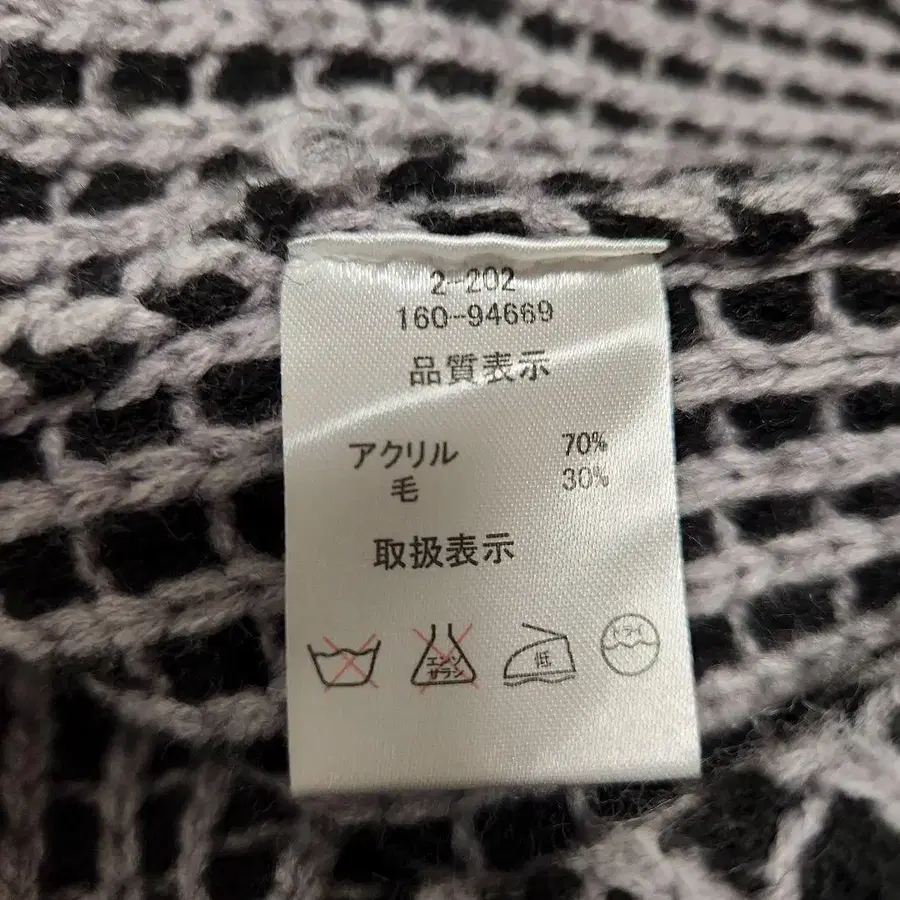 2-202
160-94669
品質表示
アクリル 70%
毛 30%
取扱表示
エンソ
サラシ
低
ドライ